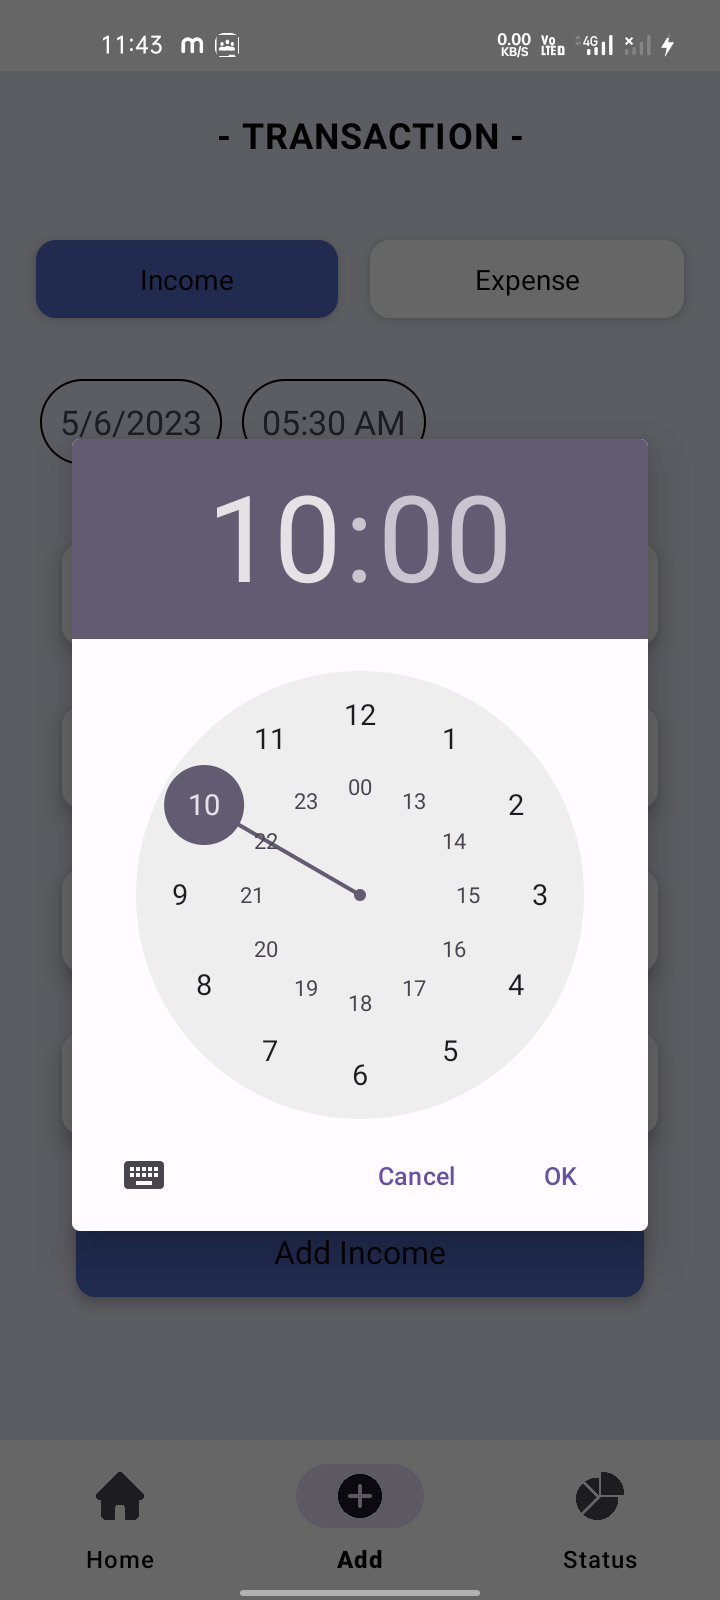 11:43 m 0.00 KB/S Vo LTED 4G
- TRANSACTION -
Income Expense
5/6/2023 05:30 AM
10:00
12
11 1
23 00 13
10 2
22 14
9 21 15 3
20 16
8 19 17 4
18
7 5
6
Cancel OK
Add Income
Home Add Status